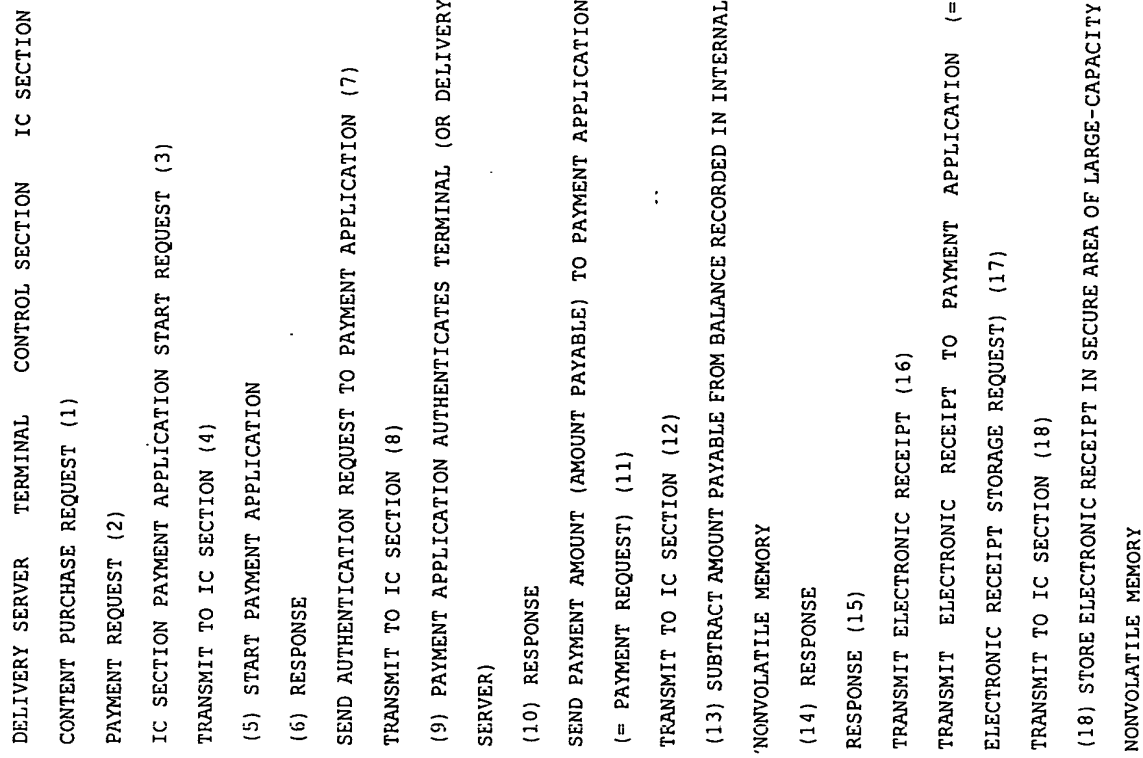 DELIVERY SERVER TERMINAL CONTROL SECTION IC SECTION
CONTENT PURCHASE REQUEST (1)
PAYMENT REQUEST (2)
IC SECTION PAYMENT APPLICATION START REQUEST (3)
TRANSMIT TO IC SECTION (4)
(5) START PAYMENT APPLICATION
(6) RESPONSE
SEND AUTHENTICATION REQUEST TO PAYMENT APPLICATION (7)
TRANSMIT TO IC SECTION (8)
(9) PAYMENT APPLICATION AUTHENTICATES TERMINAL (OR DELIVERY
SERVER)
(10) RESPONSE
SEND PAYMENT AMOUNT (AMOUNT PAYABLE) TO PAYMENT APPLICATION
(= PAYMENT REQUEST) (11)
TRANSMIT TO IC SECTION (12)
(13) SUBTRACT AMOUNT PAYABLE FROM BALANCE RECORDED IN INTERNAL
'NONVOLATILE MEMORY
(14) RESPONSE
RESPONSE (15)
TRANSMIT ELECTRONIC RECEIPT (16)
TRANSMIT ELECTRONIC RECEIPT TO PAYMENT APPLICATION (=
ELECTRONIC RECEIPT STORAGE REQUEST) (17)
TRANSMIT TO IC SECTION (18)
(18) STORE ELECTRONIC RECEIPT IN SECURE AREA OF LARGE-CAPACITY
NONVOLATILE MEMORY